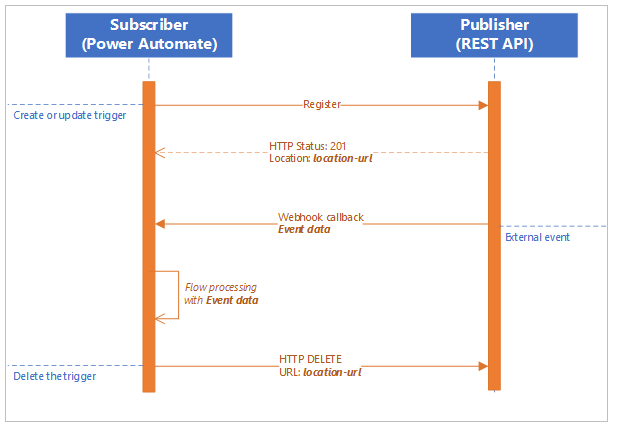 Subscriber
(Power Automate)
Publisher
(REST API)
Register
Create or update trigger
HTTP Status: 201
Location: location-url
Webhook callback
Event data
External event
Flow processing
with Event data
HTTP DELETE
URL: location-url
Delete the trigger